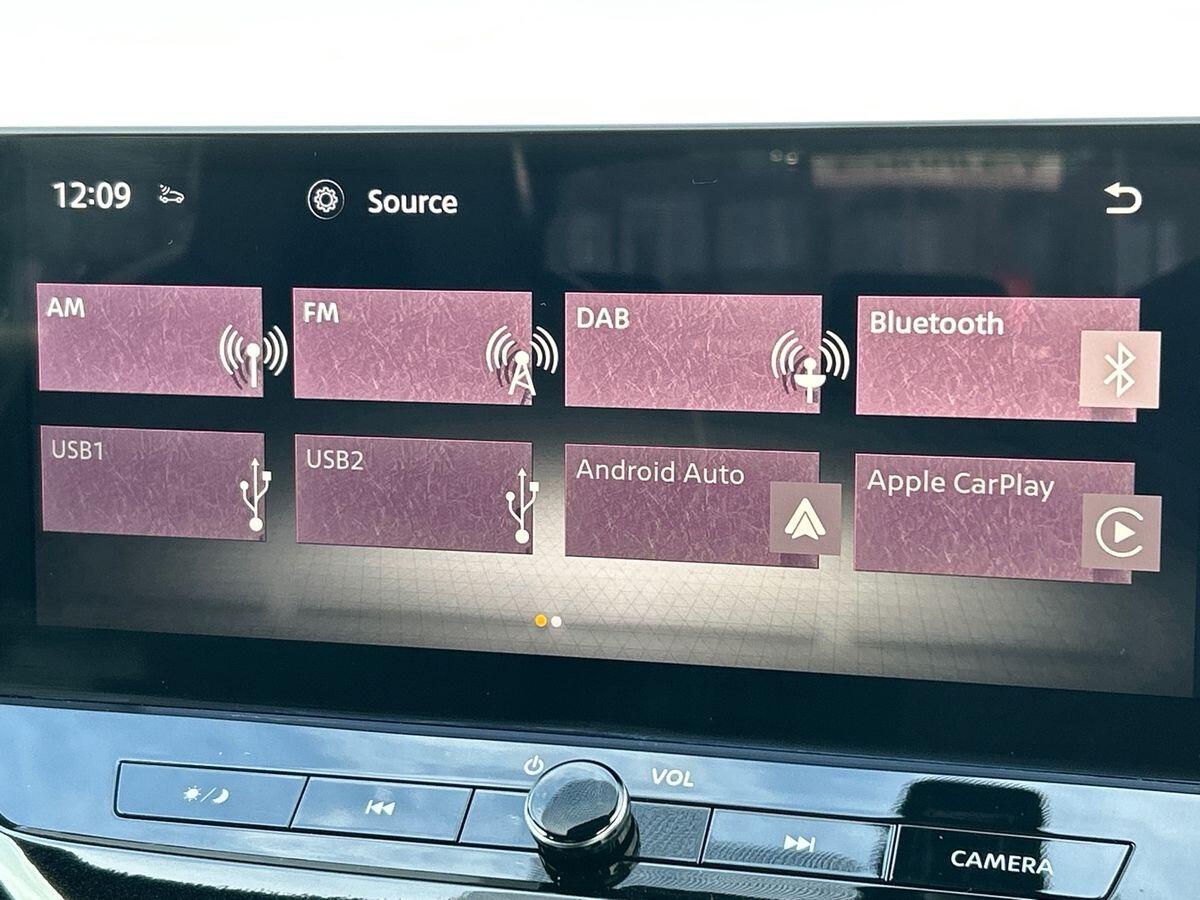 12:09 Source
AM FM DAB Bluetooth
USB1 USB2 Android Auto Apple CarPlay
VOL
CAMERA